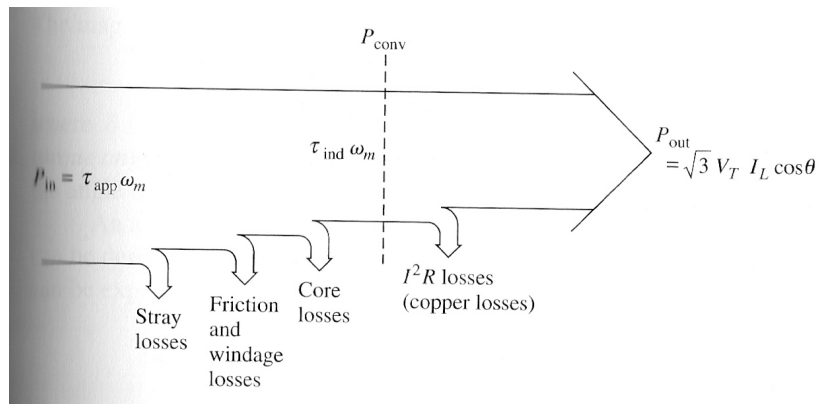 P_conv
τ_ind ω_m
P_in = τ_app ω_m
P_out
= √3 V_T I_L cosθ
Stray
losses
Friction
and
windage
losses
Core
losses
I²R losses
(copper losses)